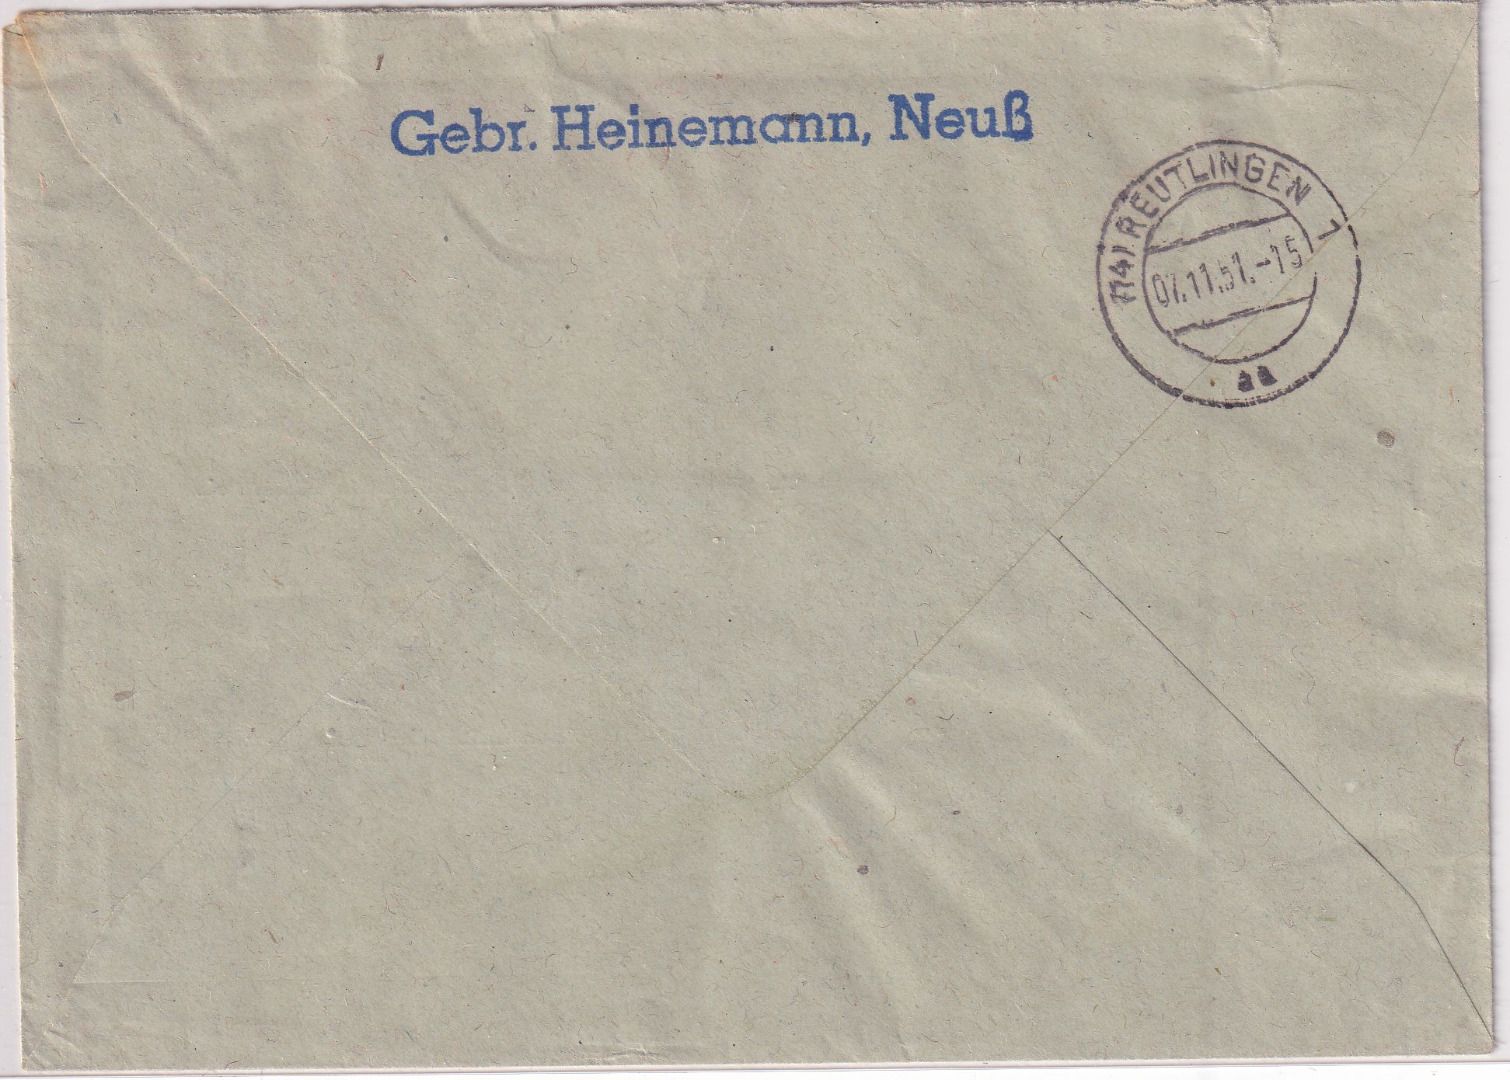 Gebr. Heinemann, Neuß
(14) REUTLINGEN 1
07.11.51.-15
aa